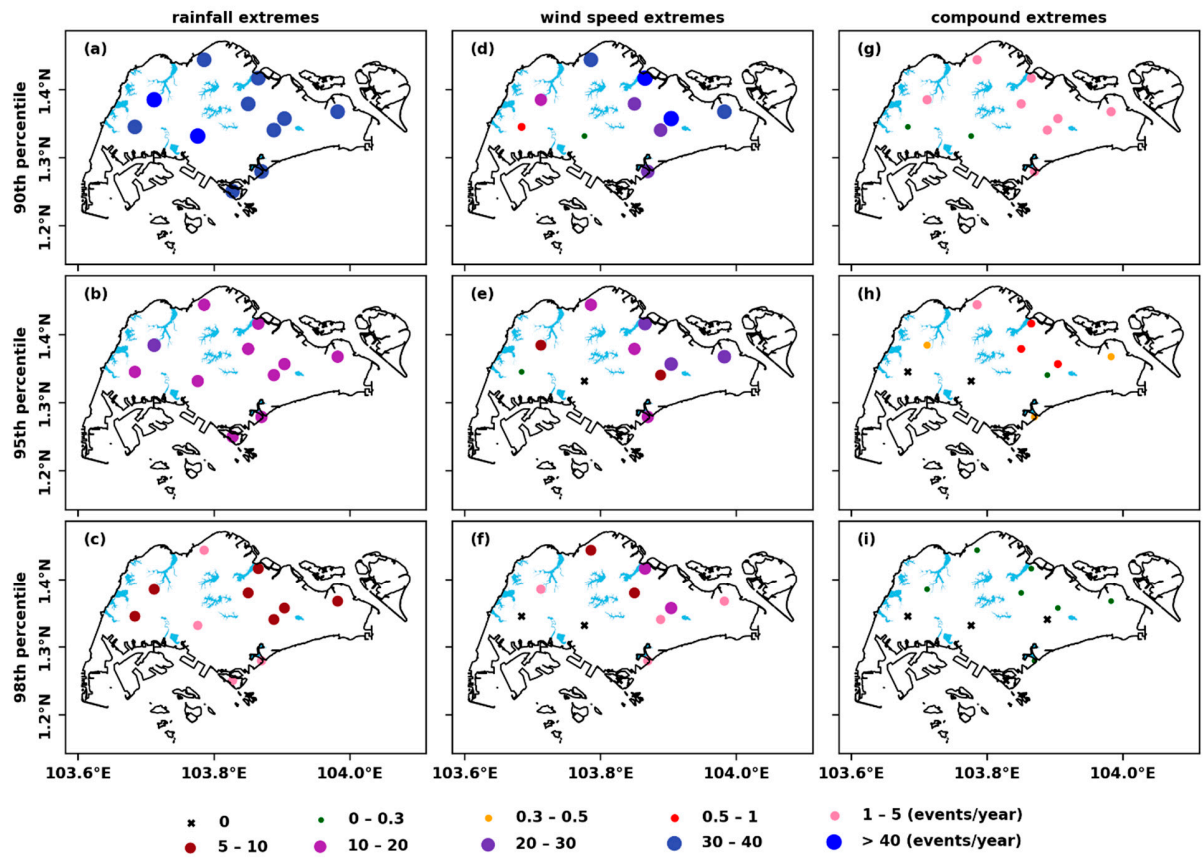 rainfall extremes wind speed extremes compound extremes
90th percentile
(a) (d) (g)
1.4°N
1.3°N
1.2°N
95th percentile
(b) (e) (h)
1.4°N
1.3°N
1.2°N
98th percentile
(c) (f) (i)
1.4°N
1.3°N
1.2°N
103.6°E 103.8°E 104.0°E 103.6°E 103.8°E 104.0°E 103.6°E 103.8°E 104.0°E
0 0 – 0.3 0.3 – 0.5 0.5 – 1 1 – 5 (events/year)
5 – 10 10 – 20 20 – 30 30 – 40 > 40 (events/year)